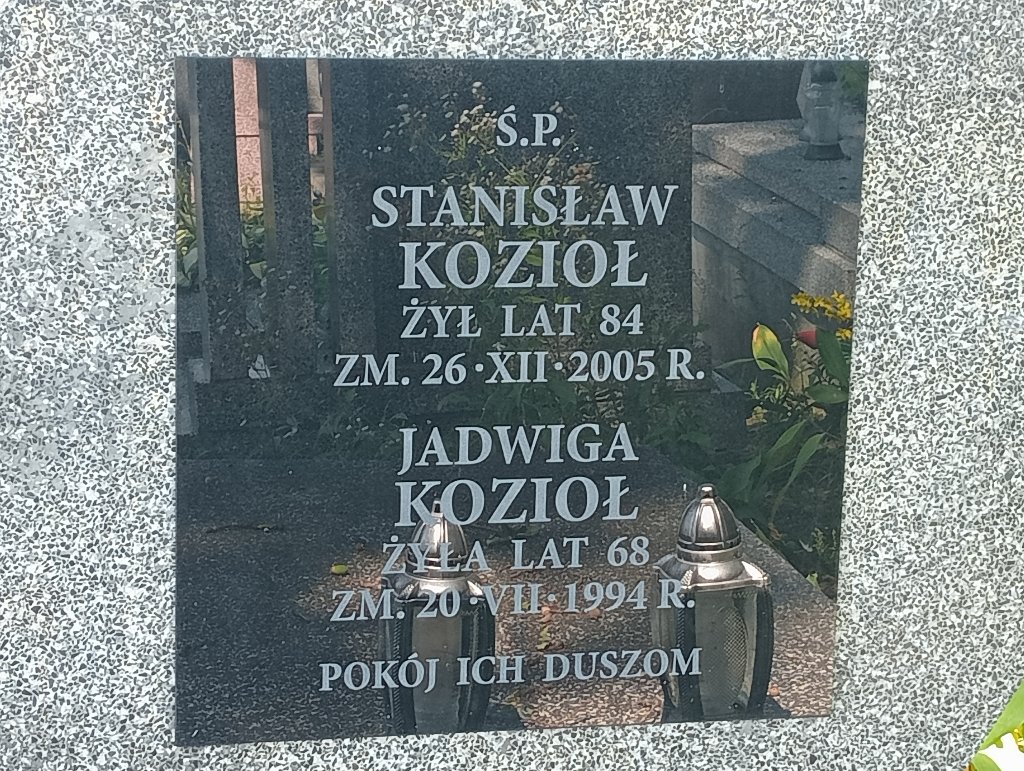 Ś.P.
STANISŁAW
KOZIOŁ
ŻYŁ LAT 84
ZM. 26·XII·2005 R.
JADWIGA
KOZIOŁ
ŻYŁA LAT 68
ZM. 20·VII·1994 R.
POKÓJ ICH DUSZOM